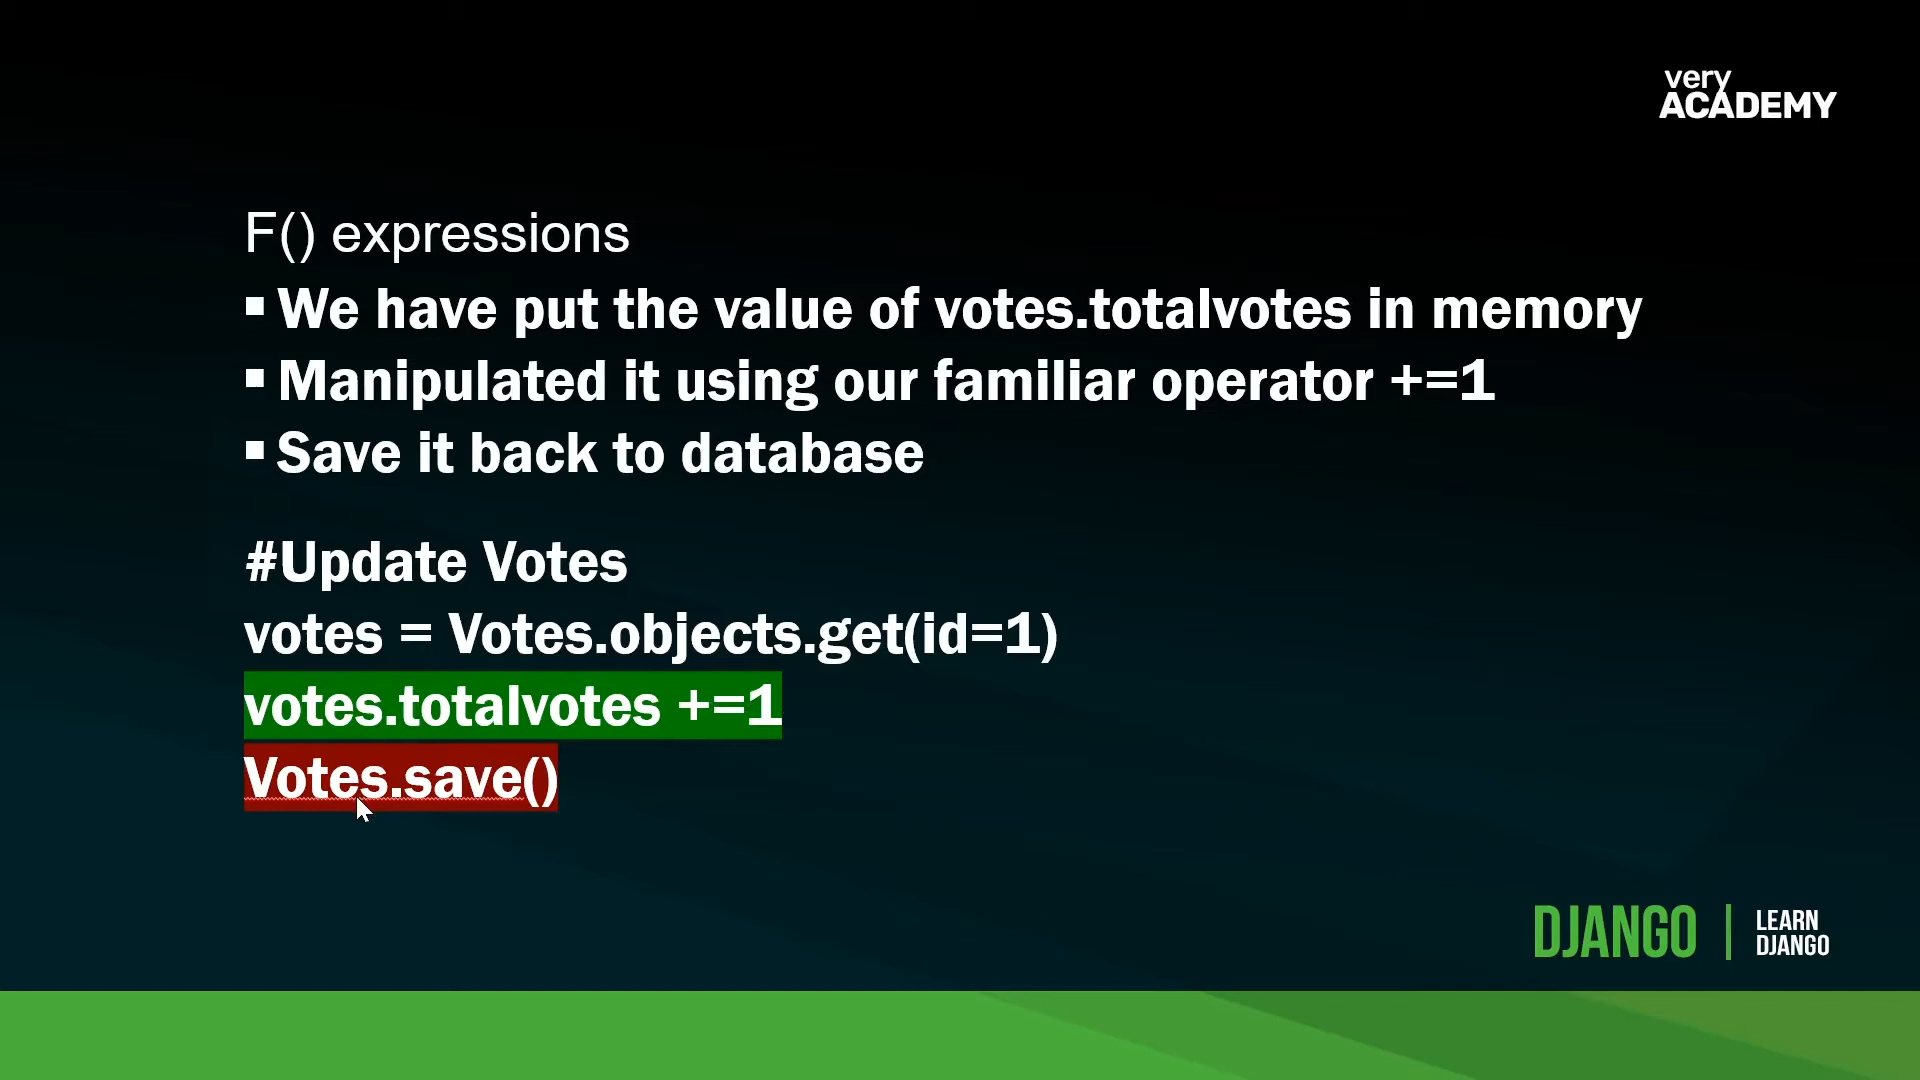 very
ACADEMY
F() expressions
▪ We have put the value of votes.totalvotes in memory
▪ Manipulated it using our familiar operator +=1
▪ Save it back to database
#Update Votes
votes = Votes.objects.get(id=1)
votes.totalvotes +=1
Votes.save()
DJANGO | LEARN
DJANGO